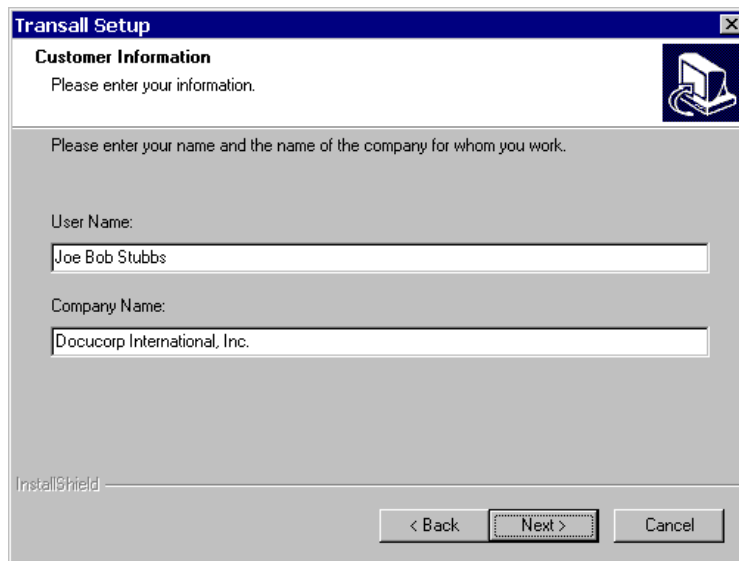 Transall Setup
Customer Information
Please enter your information.
Please enter your name and the name of the company for whom you work.
User Name:
Joe Bob Stubbs
Company Name:
Docucorp International, Inc.
InstallShield
< Back Next > Cancel